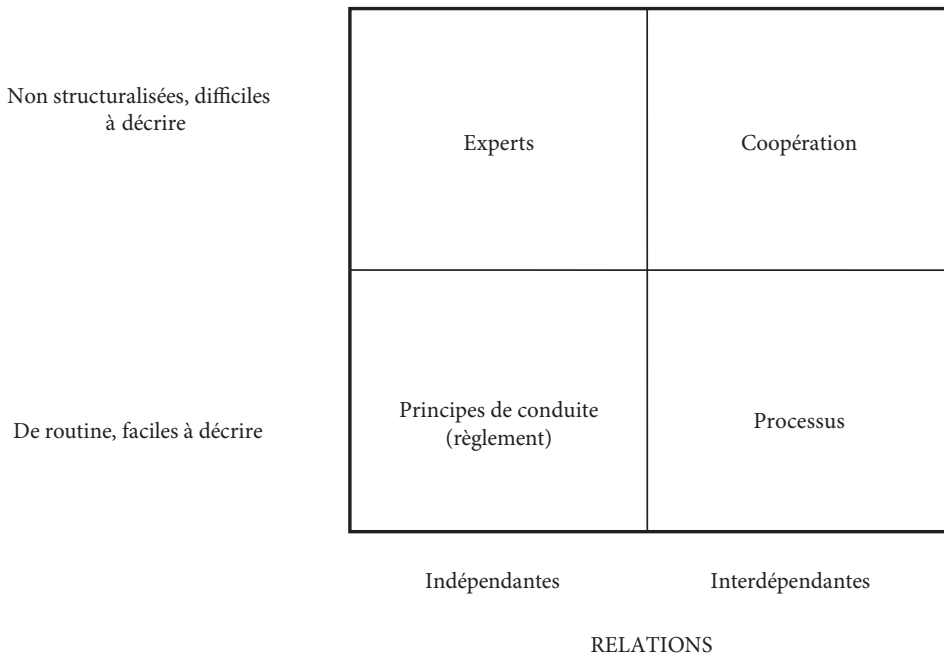 Non structuralisées, difficiles
à décrire
Experts
Coopération
De routine, faciles à décrire
Principes de conduite
(règlement)
Processus
Indépendantes
Interdépendantes
RELATIONS